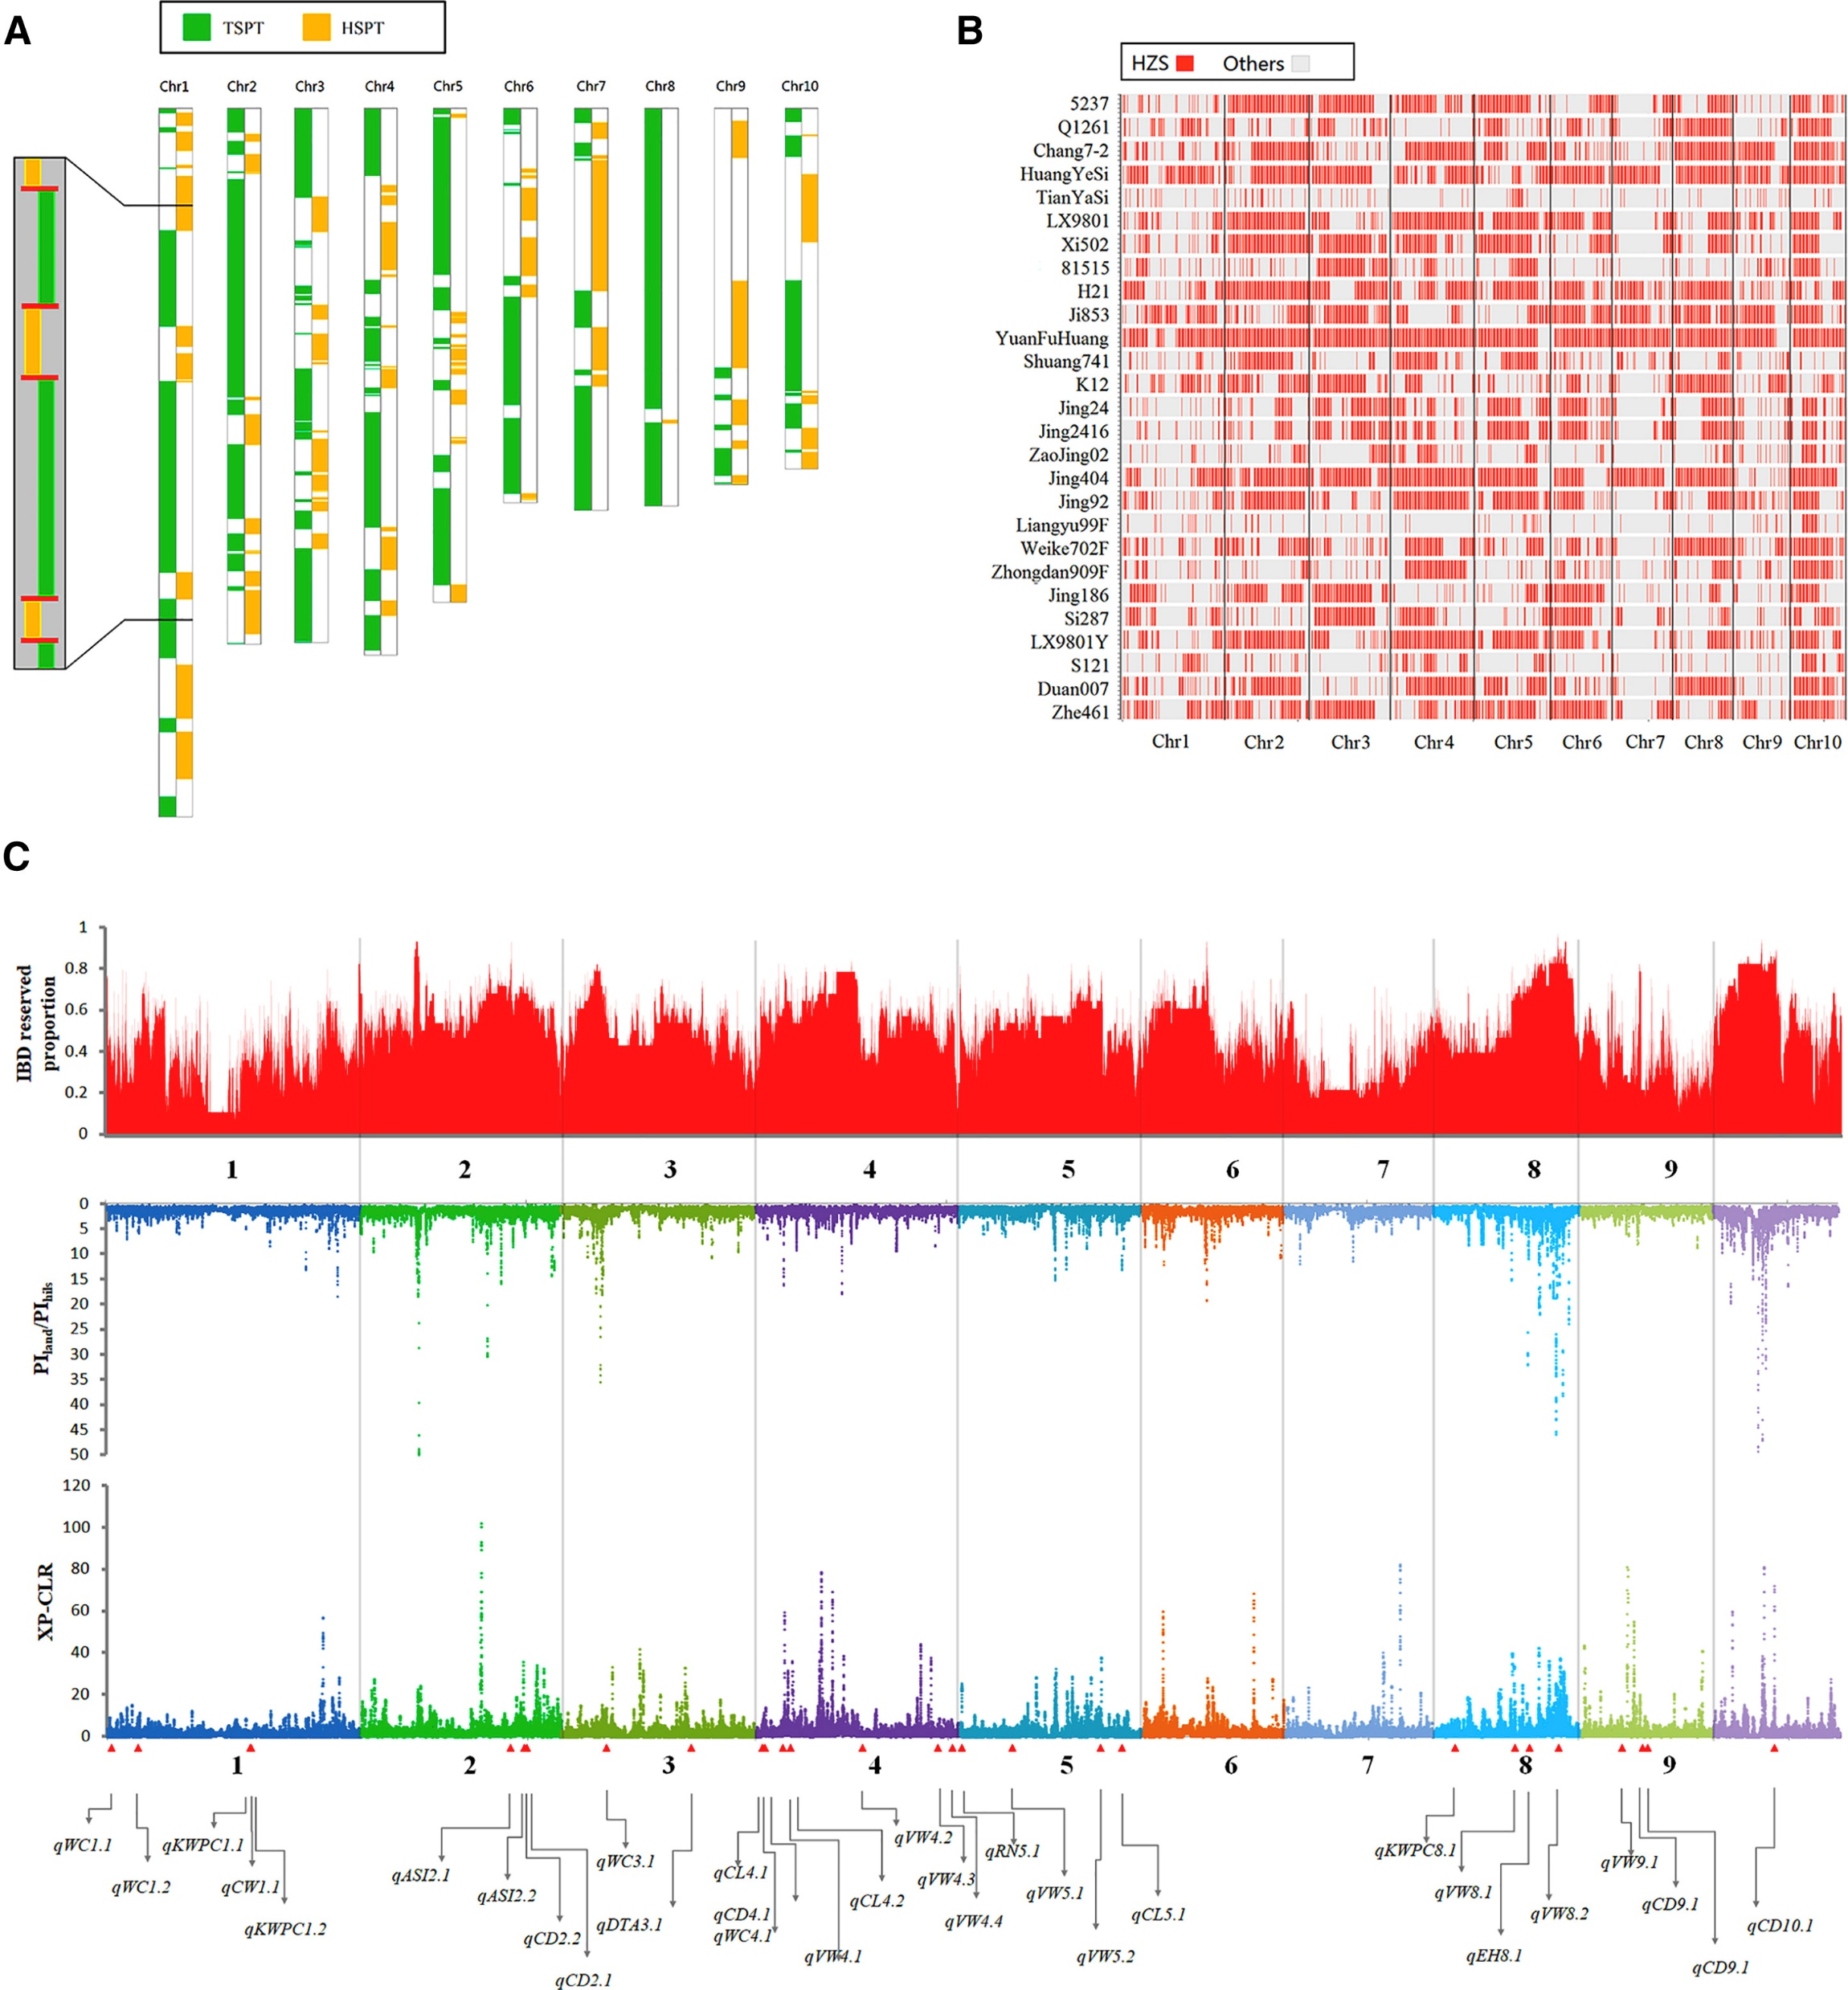 A
TSPT HSPT
Chr1 Chr2 Chr3 Chr4 Chr5 Chr6 Chr7 Chr8 Chr9 Chr10
B
HZS Others
5237
Q1261
Chang7-2
HuangYeSi
TianYaSi
LX9801
Xi502
81515
H21
Ji853
YuanFuHuang
Shuang741
K12
Jing24
Jing2416
ZaoJing02
Jing404
Jing92
Liangyu99F
Weike702F
Zhongdan909F
Jing186
Si287
LX9801Y
S121
Duan007
Zhe461
Chr1 Chr2 Chr3 Chr4 Chr5 Chr6 Chr7 Chr8 Chr9 Chr10
C
IBD reserved
proportion
1
0.8
0.6
0.4
0.2
0
1 2 3 4 5 6 7 8 9
PIland/PIhils
0
5
10
15
20
25
30
35
40
45
50
XP-CLR
120
100
80
60
40
20
0
1 2 3 4 5 6 7 8 9
qWC1.1
qWC1.2
qKWPC1.1
qCW1.1
qKWPC1.2
qASI2.1
qASI2.2
qCD2.2
qCD2.1
qWC3.1
qDTA3.1
qCL4.1
qCD4.1
qWC4.1
qVW4.1
qCL4.2
qVW4.2
qVW4.3
qVW4.4
qRN5.1
qVW5.1
qVW5.2
qCL5.1
qKWPC8.1
qVW8.1
qEH8.1
qVW8.2
qVW9.1
qCD9.1
qCD9.1
qCD10.1